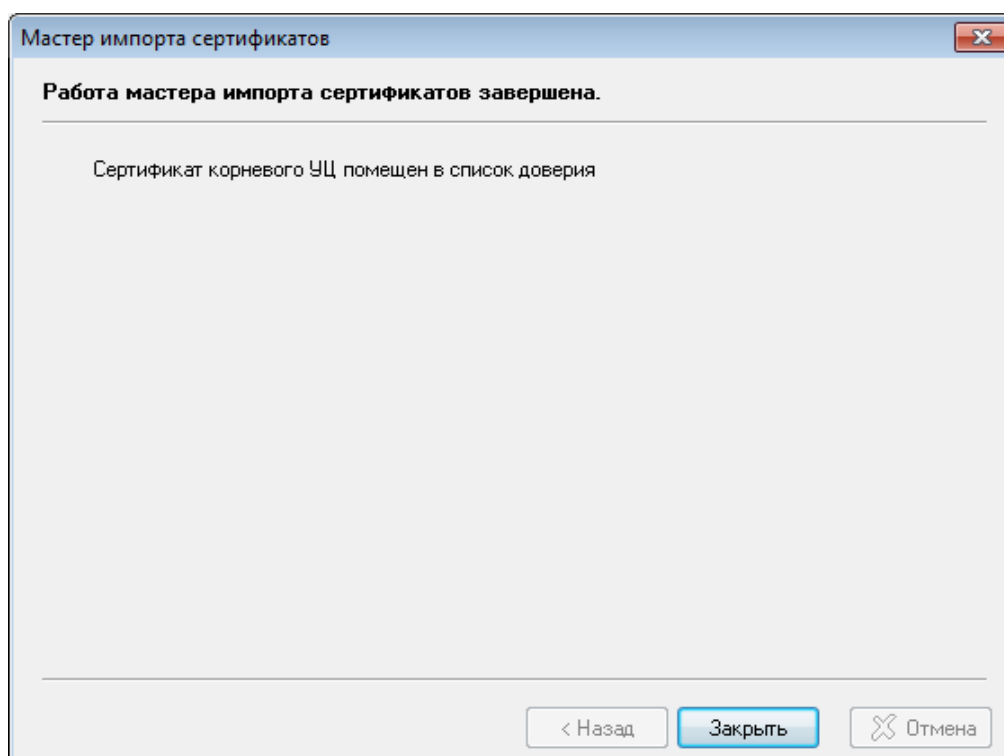 Мастер импорта сертификатов
Работа мастера импорта сертификатов завершена.
Сертификат корневого УЦ помещен в список доверия
< Назад
Закрыть
Отмена